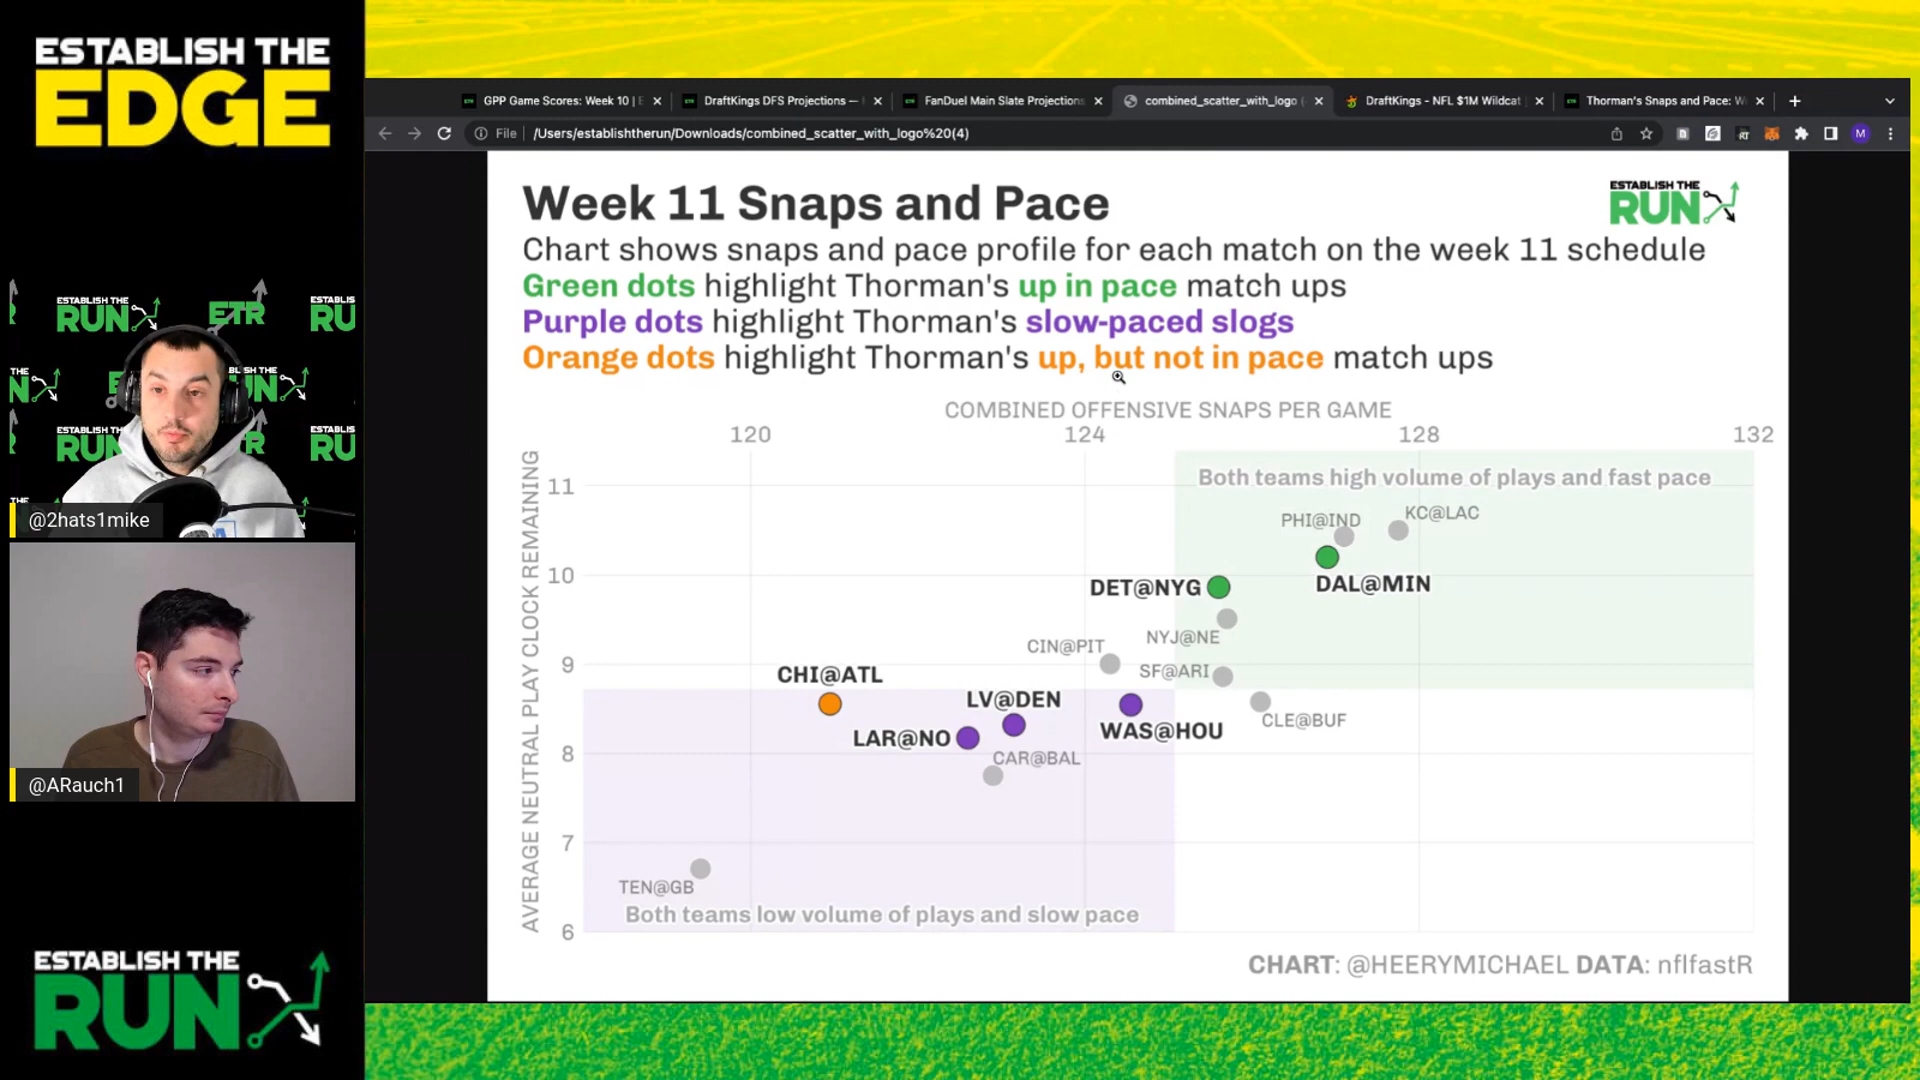 ESTABLISH THE
EDGE
ESTABLISH THE
RUN
ETR
ESTABLIS
RU
THE
N
@2hats1mike
@ARauch1
ESTABLISH THE
RUN
GPP Game Scores: Week 10 | E
DraftKings DFS Projections —
FanDuel Main Slate Projections
combined_scatter_with_logo
DraftKings - NFL $1M Wildcat
Thorman's Snaps and Pace: W
File
/Users/establishtherun/Downloads/combined_scatter_with_logo%20(4)
M
Week 11 Snaps and Pace
ESTABLISH THE
RUN
Chart shows snaps and pace profile for each match on the week 11 schedule
Green dots highlight Thorman's up in pace match ups
Purple dots highlight Thorman's slow-paced slogs
Orange dots highlight Thorman's up, but not in pace match ups
COMBINED OFFENSIVE SNAPS PER GAME
120 124 128 132
AVERAGE NEUTRAL PLAY CLOCK REMAINING
11
10
9
8
7
6
Both teams high volume of plays and fast pace
PHI@IND
KC@LAC
DAL@MIN
DET@NYG
NYJ@NE
CIN@PIT
SF@ARI
CHI@ATL
LV@DEN
WAS@HOU
CLE@BUF
LAR@NO
CAR@BAL
TEN@GB
Both teams low volume of plays and slow pace
CHART: @HEERYMICHAEL DATA: nflfastR